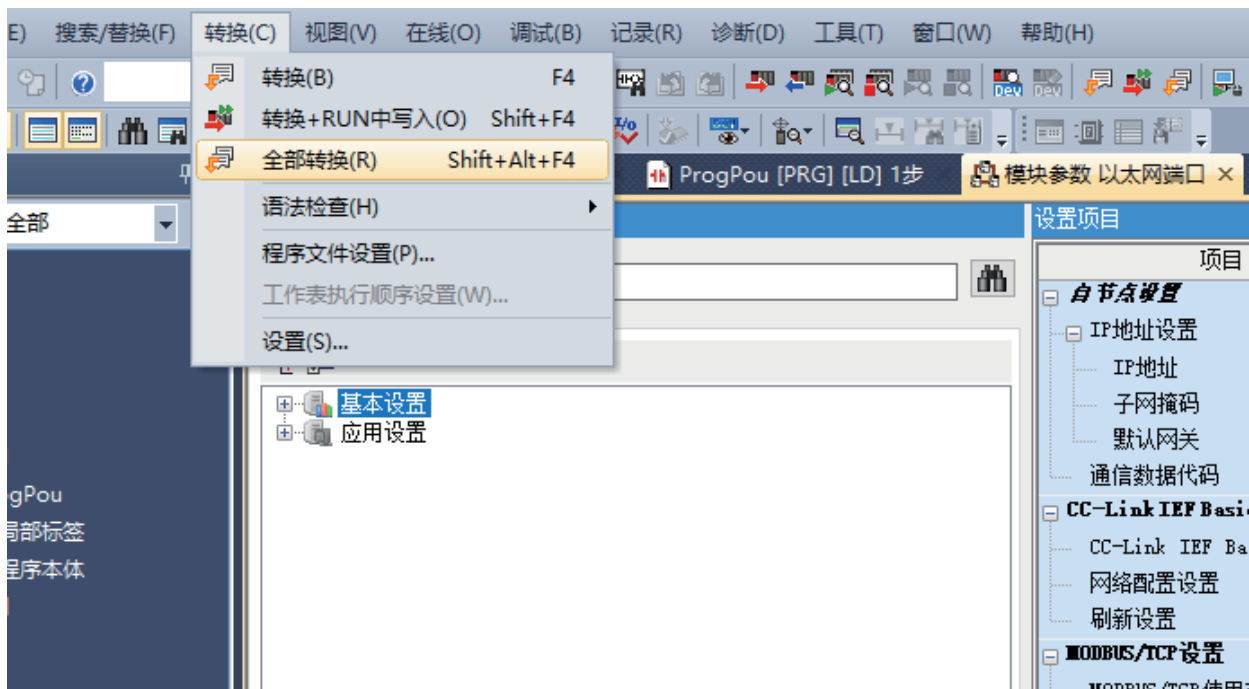 E) 搜索/替换(F) 转换(C) 视图(V) 在线(O) 调试(B) 记录(R) 诊断(D) 工具(T) 窗口(W) 帮助(H)
转换(B) F4
转换+RUN中写入(O) Shift+F4
全部转换(R) Shift+Alt+F4
语法检查(H)
程序文件设置(P)...
工作表执行顺序设置(W)...
设置(S)...
Dev
ProgPou [PRG] [LD] 1步
模块参数 以太网端口
全部
设置项目
项目
自节点设置
IP地址设置
IP地址
子网掩码
默认网关
通信数据代码
CC-Link IEF Basi
CC-Link IEF Ba
网络配置设置
刷新设置
MODBUS/TCP设置
MODBUS/TCP使用
基本设置
应用设置
gPou
局部标签
程序本体